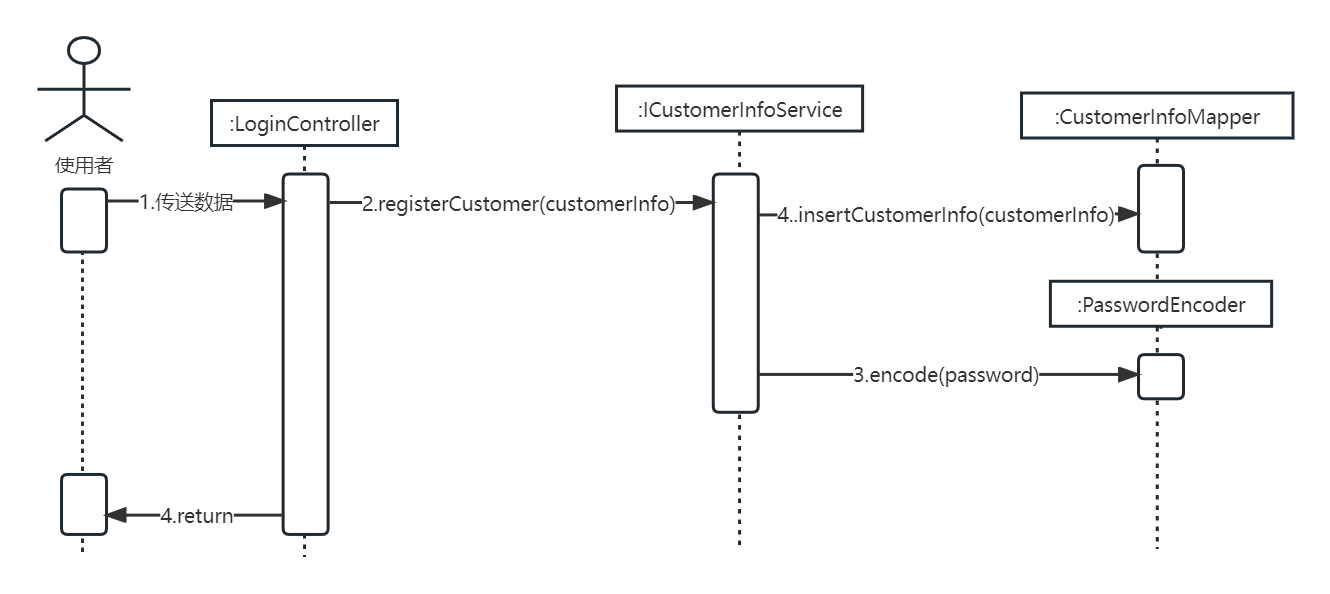 :LoginController
:ICustomerInfoService
:CustomerInfoMapper
使用者
1.传送数据
2.registerCustomer(customerInfo)
4..insertCustomerInfo(customerInfo)
:PasswordEncoder
3.encode(password)
4.return